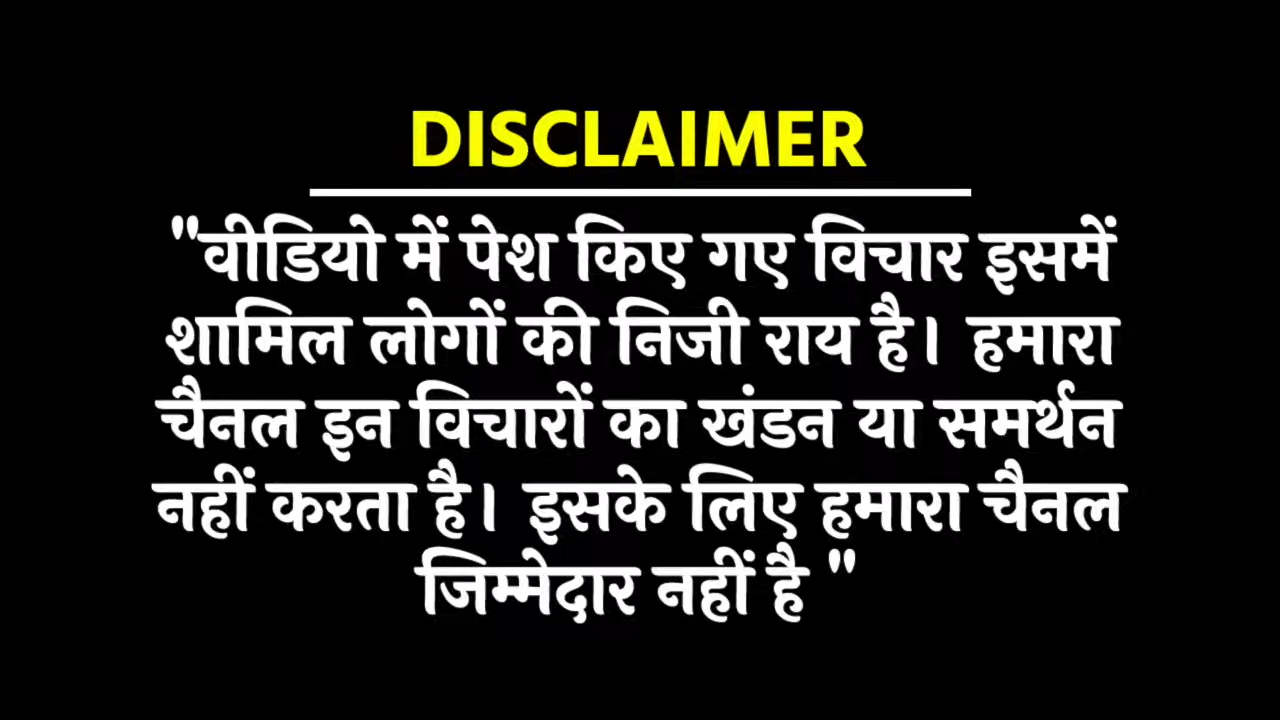 DISCLAIMER
"वीडियो में पेश किए गए विचार इसमें
शामिल लोगों की निजी राय है। हमारा
चैनल इन विचारों का खंडन या समर्थन
नहीं करता है। इसके लिए हमारा चैनल
जिम्मेदार नहीं है "